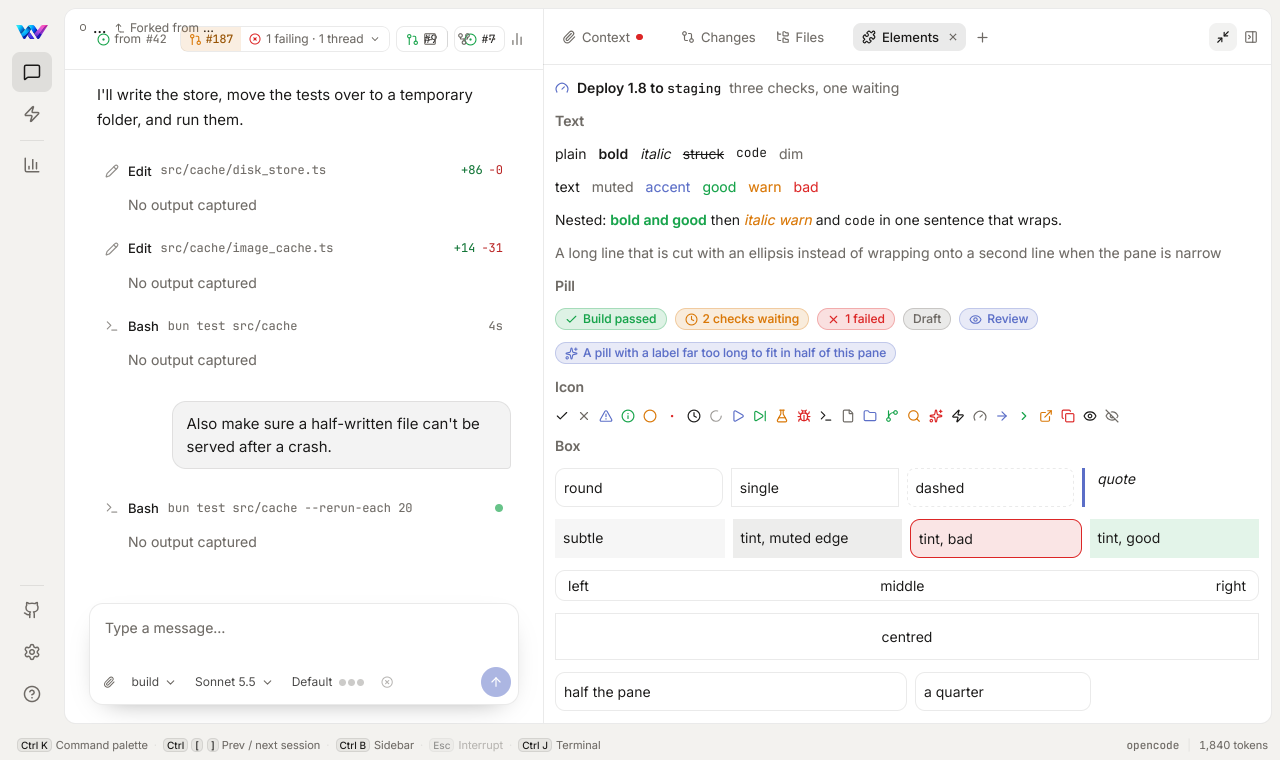 ... Forked from ...
from #42 #187 1 failing · 1 thread #7
I'll write the store, move the tests over to a temporary
folder, and run them.
Edit src/cache/disk_store.ts +86 -0
No output captured
Edit src/cache/image_cache.ts +14 -31
No output captured
Bash bun test src/cache 4s
No output captured
Also make sure a half-written file can't be
served after a crash.
Bash bun test src/cache --rerun-each 20
No output captured
Type a message...
build Sonnet 5.5 Default
Context Changes Files Elements
Deploy 1.8 to staging three checks, one waiting
Text
plain bold italic struck code dim
text muted accent good warn bad
Nested: bold and good then italic warn and code in one sentence that wraps.
A long line that is cut with an ellipsis instead of wrapping onto a second line when the pane is narrow
Pill
Build passed 2 checks waiting 1 failed Draft Review
A pill with a label far too long to fit in half of this pane
Icon
Box
round single dashed quote
subtle tint, muted edge tint, bad tint, good
left middle right
centred
half the pane a quarter
Ctrl K Command palette Ctrl [ ] Prev / next session Ctrl B Sidebar Esc Interrupt Ctrl J Terminal opencode 1,840 tokens